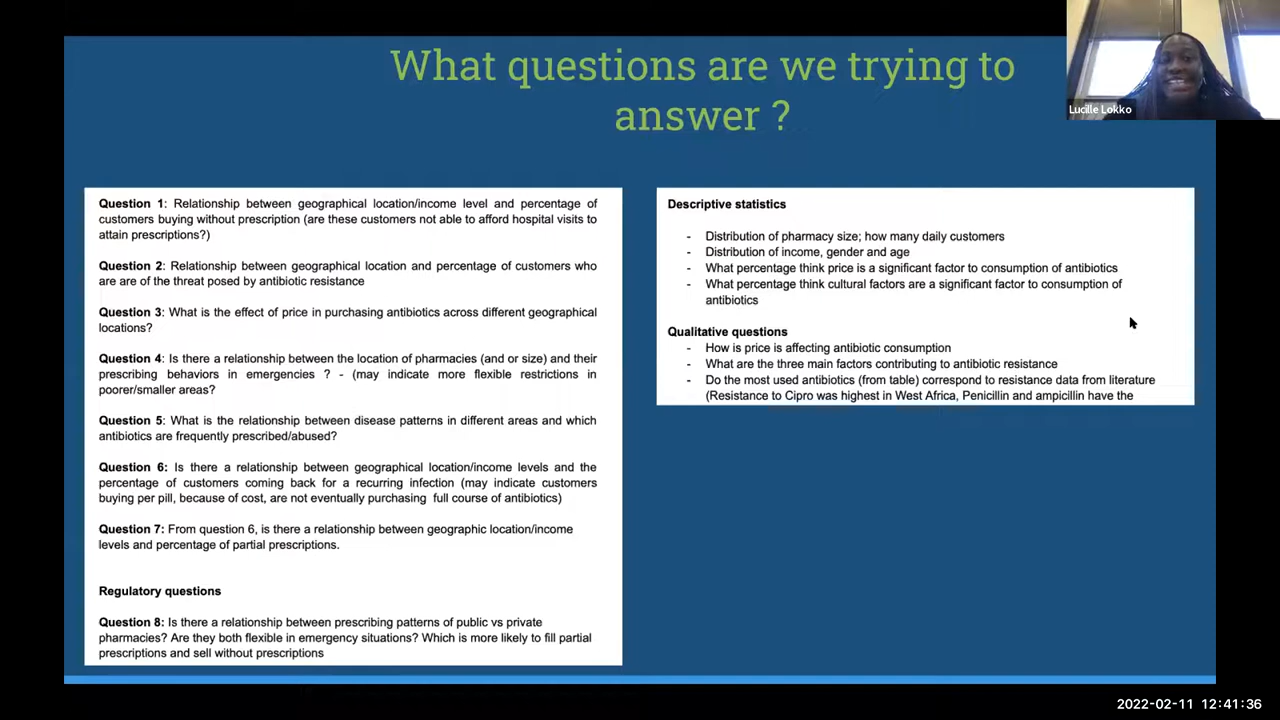 What questions are we trying to
answer ?
Lucille Lokko
Question 1: Relationship between geographical location/income level and percentage of
customers buying without prescription (are these customers not able to afford hospital visits to
attain prescriptions?)
Question 2: Relationship between geographical location and percentage of customers who
are are of the threat posed by antibiotic resistance
Question 3: What is the effect of price in purchasing antibiotics across different geographical
locations?
Question 4: Is there a relationship between the location of pharmacies (and or size) and their
prescribing behaviors in emergencies ? - (may indicate more flexible restrictions in
poorer/smaller areas?
Question 5: What is the relationship between disease patterns in different areas and which
antibiotics are frequently prescribed/abused?
Question 6: Is there a relationship between geographical location/income levels and the
percentage of customers coming back for a recurring infection (may indicate customers
buying per pill, because of cost, are not eventually purchasing full course of antibiotics)
Question 7: From question 6, is there a relationship between geographic location/income
levels and percentage of partial prescriptions.
Regulatory questions
Question 8: Is there a relationship between prescribing patterns of public vs private
pharmacies? Are they both flexible in emergency situations? Which is more likely to fill partial
prescriptions and sell without prescriptions
Descriptive statistics
- Distribution of pharmacy size; how many daily customers
- Distribution of income, gender and age
- What percentage think price is a significant factor to consumption of antibiotics
- What percentage think cultural factors are a significant factor to consumption of
antibiotics
Qualitative questions
- How is price is affecting antibiotic consumption
- What are the three main factors contributing to antibiotic resistance
- Do the most used antibiotics (from table) correspond to resistance data from literature
(Resistance to Cipro was highest in West Africa, Penicillin and ampicillin have the
2022-02-11 12:41:36